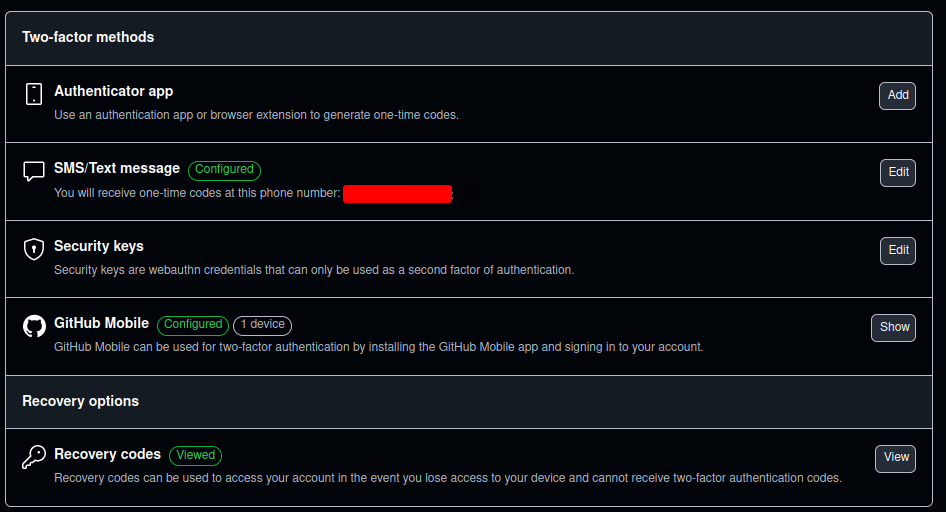 Two-factor methods
Authenticator app
Add
Use an authentication app or browser extension to generate one-time codes.
SMS/Text message Configured
Edit
You will receive one-time codes at this phone number:
Security keys
Edit
Security keys are webauthn credentials that can only be used as a second factor of authentication.
GitHub Mobile Configured 1 device
Show
GitHub Mobile can be used for two-factor authentication by installing the GitHub Mobile app and signing in to your account.
Recovery options
Recovery codes Viewed
View
Recovery codes can be used to access your account in the event you lose access to your device and cannot receive two-factor authentication codes.